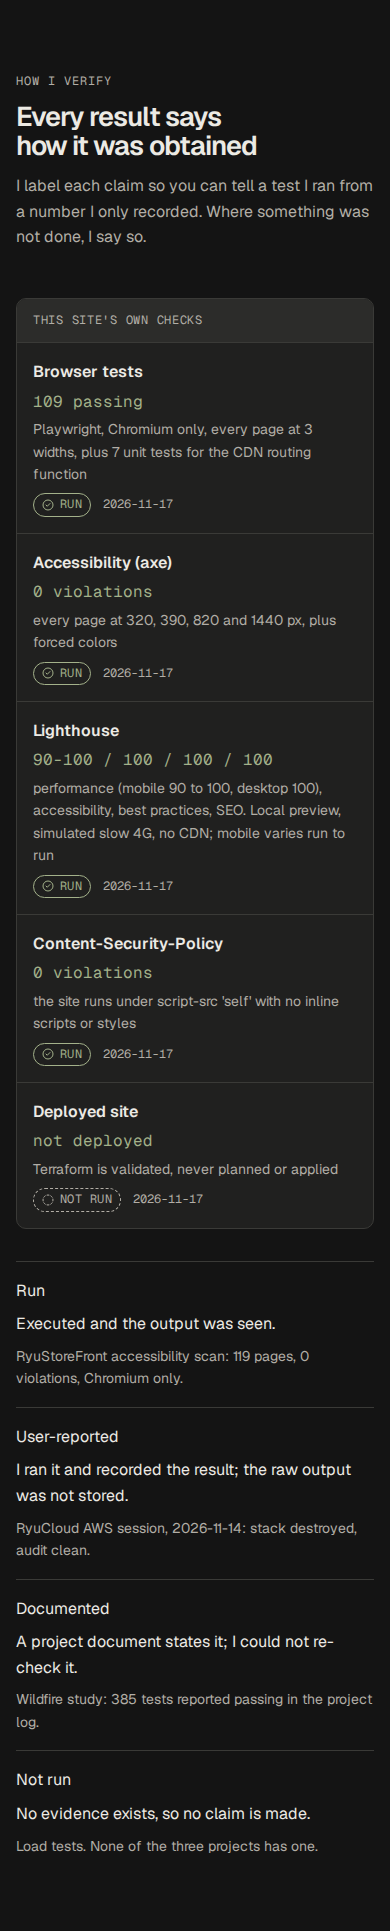 HOW I VERIFY
Every result says
how it was obtained
I label each claim so you can tell a test I ran from
a number I only recorded. Where something was
not done, I say so.
THIS SITE'S OWN CHECKS
Browser tests
109 passing
Playwright, Chromium only, every page at 3
widths, plus 7 unit tests for the CDN routing
function
RUN 2026-11-17
Accessibility (axe)
0 violations
every page at 320, 390, 820 and 1440 px, plus
forced colors
RUN 2026-11-17
Lighthouse
90-100 / 100 / 100 / 100
performance (mobile 90 to 100, desktop 100),
accessibility, best practices, SEO. Local preview,
simulated slow 4G, no CDN; mobile varies run to
run
RUN 2026-11-17
Content-Security-Policy
0 violations
the site runs under script-src 'self' with no inline
scripts or styles
RUN 2026-11-17
Deployed site
not deployed
Terraform is validated, never planned or applied
NOT RUN 2026-11-17
Run
Executed and the output was seen.
RyuStoreFront accessibility scan: 119 pages, 0
violations, Chromium only.
User-reported
I ran it and recorded the result; the raw output
was not stored.
RyuCloud AWS session, 2026-11-14: stack destroyed,
audit clean.
Documented
A project document states it; I could not re-
check it.
Wildfire study: 385 tests reported passing in the project
log.
Not run
No evidence exists, so no claim is made.
Load tests. None of the three projects has one.